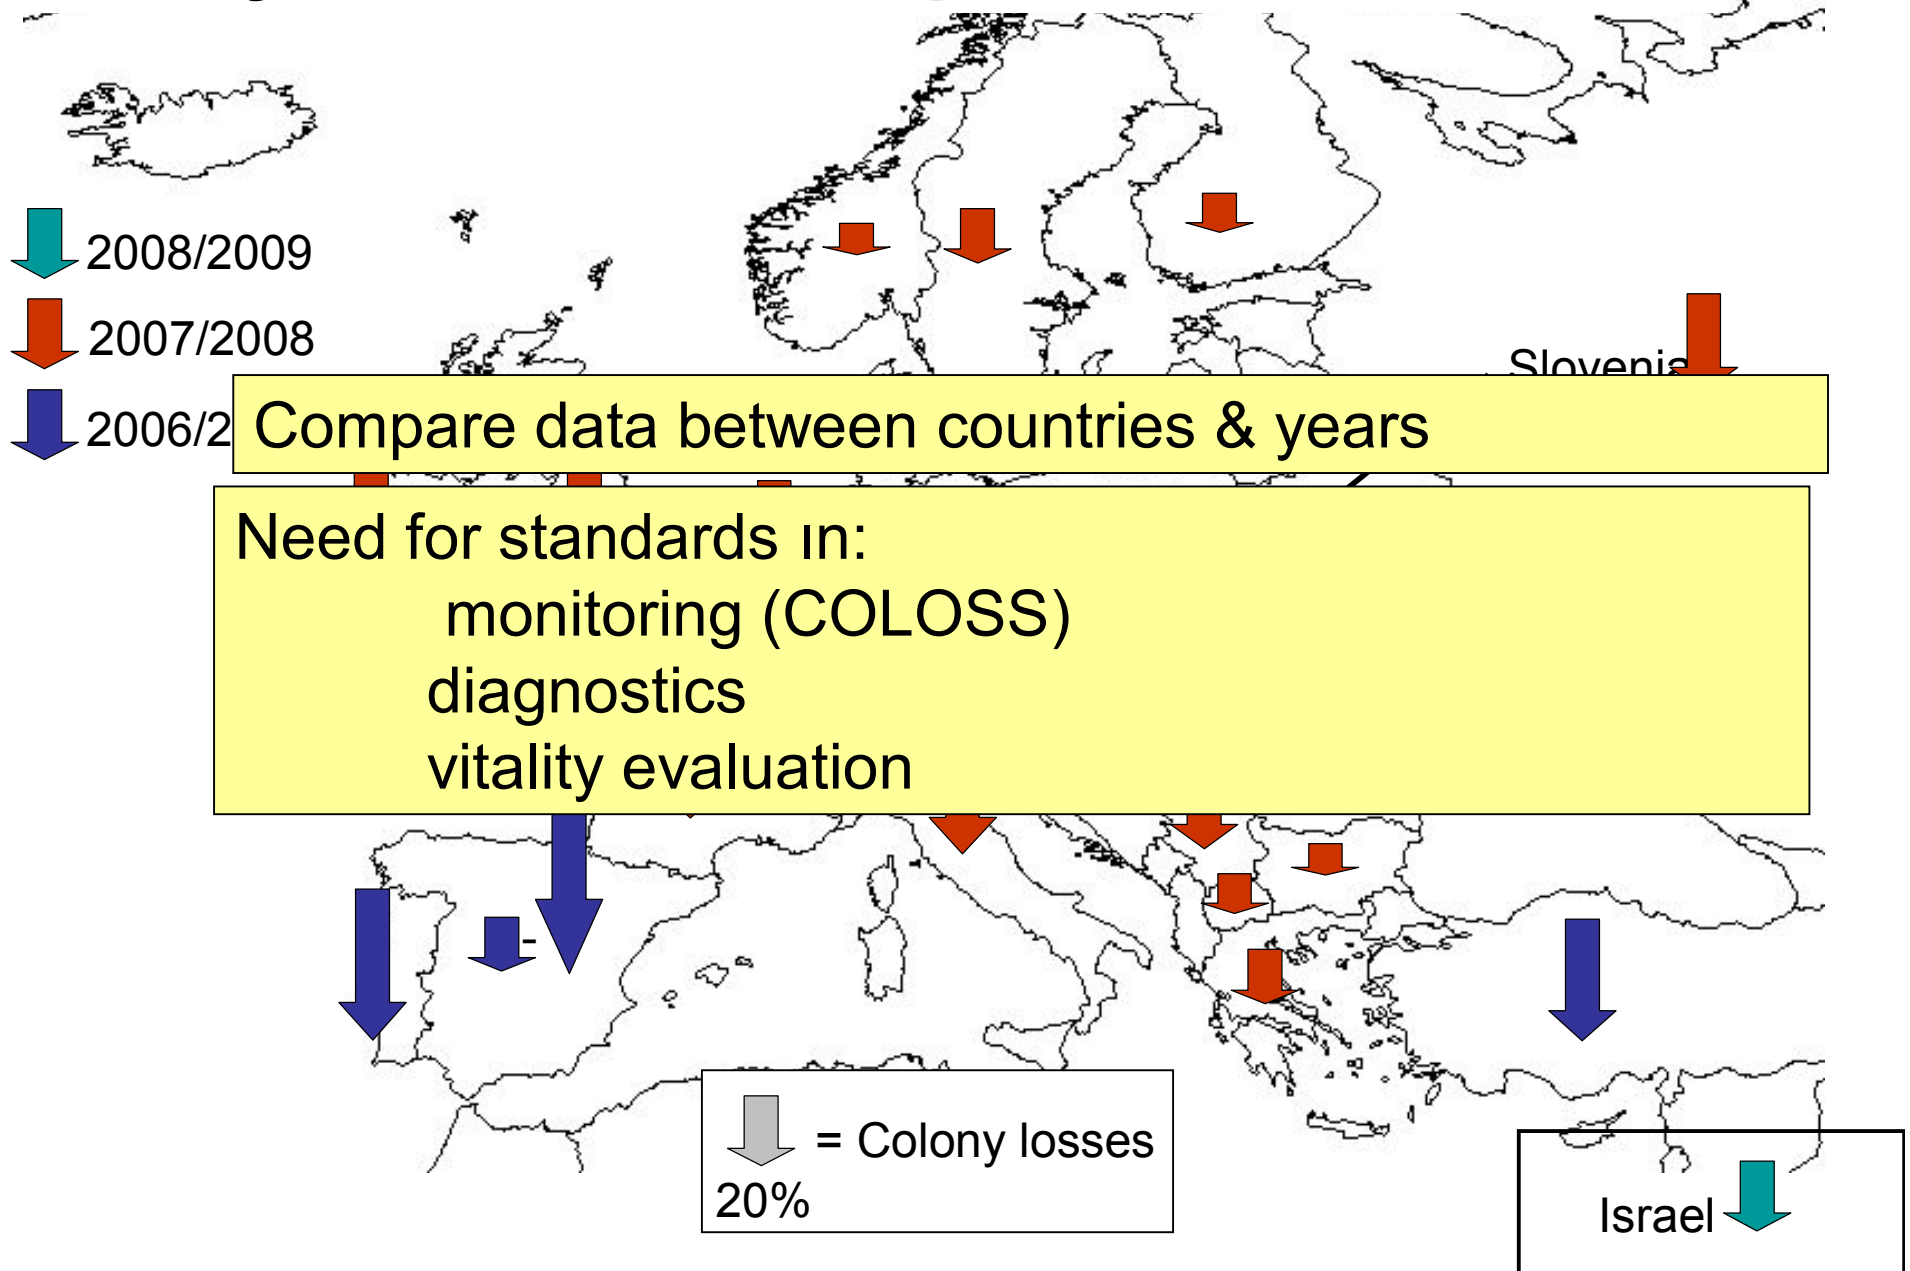 2008/2009
2007/2008
2006/2
Slovenia
Compare data between countries & years
Need for standards ın:
monitoring (COLOSS)
diagnostics
vitality evaluation
-
= Colony losses
20%
Israel